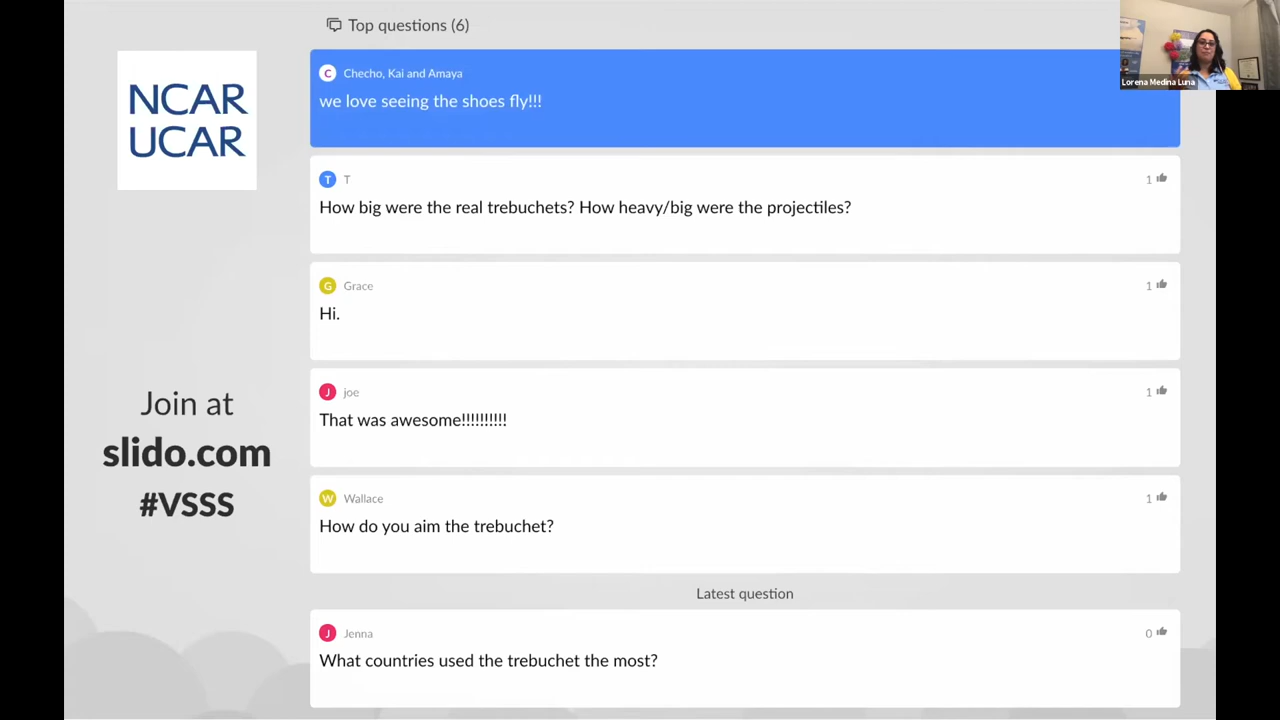 Top questions (6)
NCAR
UCAR
Join at
slido.com
#VSSS
C Checho, Kai and Amaya
we love seeing the shoes fly!!!
T T 1
How big were the real trebuchets? How heavy/big were the projectiles?
G Grace 1
Hi.
J joe 1
That was awesome!!!!!!!!!!
W Wallace 1
How do you aim the trebuchet?
Latest question
J Jenna 0
What countries used the trebuchet the most?
Lorena Medina Luna